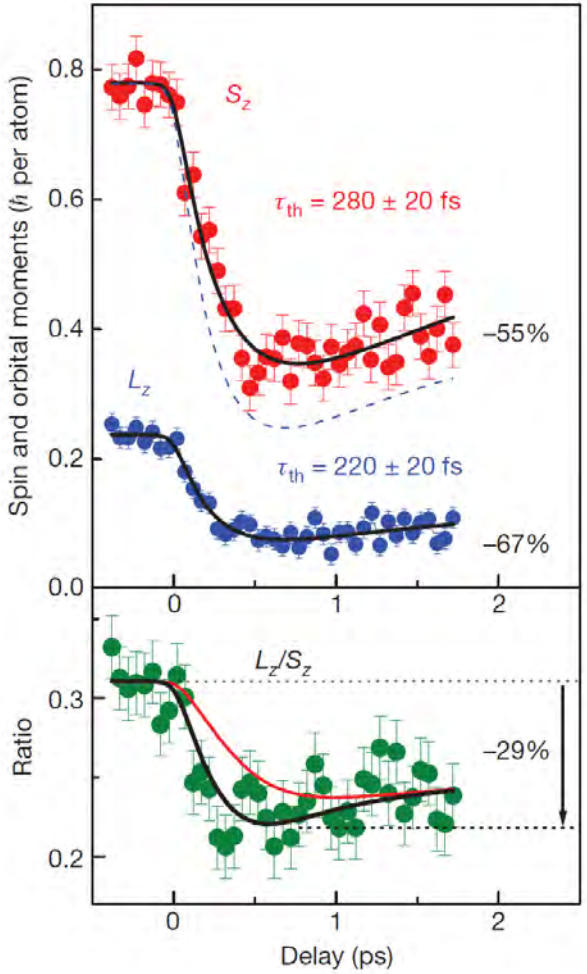 Spin and orbital moments (ℏ per atom)
0.8
0.6
0.4
0.2
0.0
S_z
τ_th = 280 ± 20 fs
–55%
L_z
τ_th = 220 ± 20 fs
–67%
0
1
2
Ratio
0.3
0.2
L_z/S_z
–29%
0
1
2
Delay (ps)